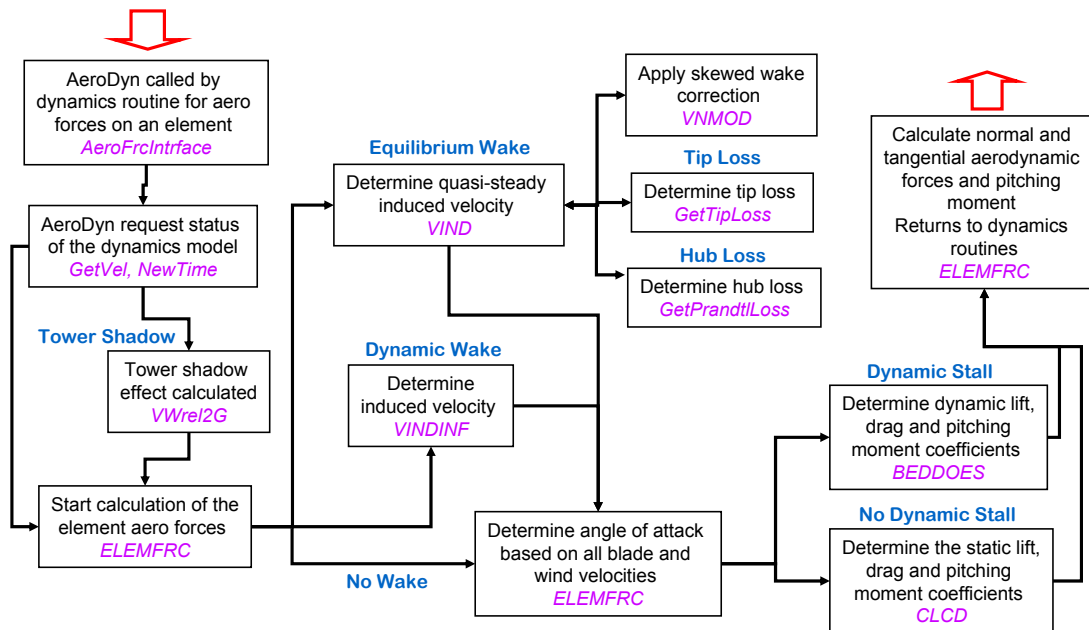 AeroDyn called by
dynamics routine for aero
forces on an element
AeroFrcIntrface
AeroDyn request status
of the dynamics model
GetVel, NewTime
Tower Shadow
Tower shadow
effect calculated
VWrel2G
Start calculation of the
element aero forces
ELEMFRC
Equilibrium Wake
Determine quasi-steady
induced velocity
VIND
Apply skewed wake
correction
VNMOD
Tip Loss
Determine tip loss
GetTipLoss
Hub Loss
Determine hub loss
GetPrandtlLoss
Dynamic Wake
Determine
induced velocity
VINDINF
No Wake
Determine angle of attack
based on all blade and
wind velocities
ELEMFRC
Dynamic Stall
Determine dynamic lift,
drag and pitching
moment coefficients
BEDDOES
No Dynamic Stall
Determine the static lift,
drag and pitching
moment coefficients
CLCD
Calculate normal and
tangential aerodynamic
forces and pitching
moment
Returns to dynamics
routines
ELEMFRC